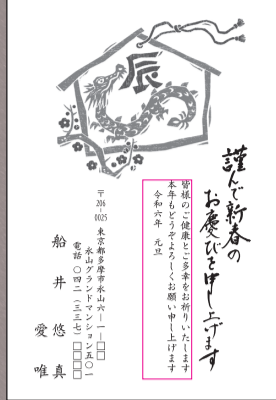 辰
謹んで新春の
お慶びを申し上げます
皆様のご健康とご多幸をお祈りいたします
本年もどうぞよろしくお願い申し上げます
令和六年 元旦
〒206-0025
東京都多摩市永山六ー一ー□□
永山グランドマンション五〇一
電話 〇四二(三三七)□□□□
船井 悠真
愛唯